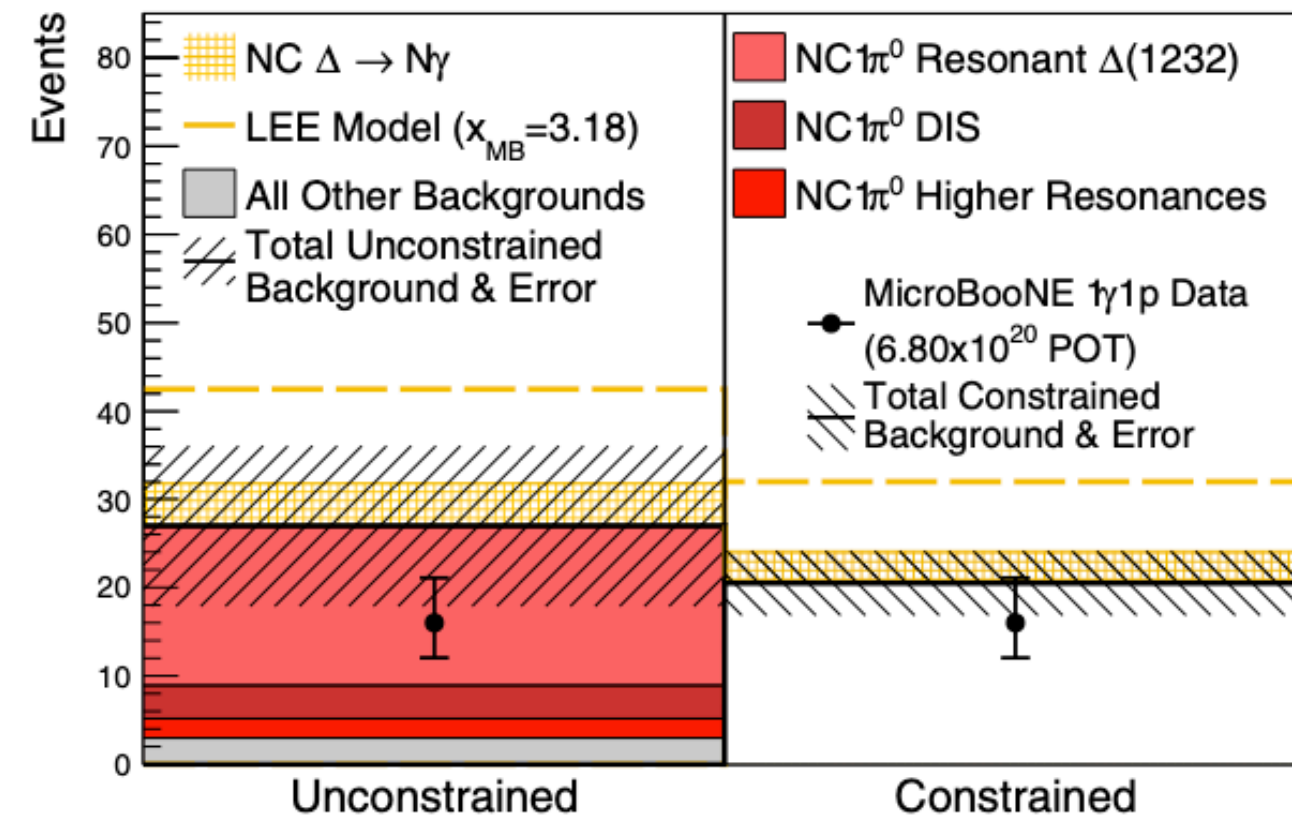 Events
80
70
60
50
40
30
20
10
0
NC Δ → Nγ
LEE Model (x_MB=3.18)
All Other Backgrounds
Total Unconstrained
Background & Error
NC1π⁰ Resonant Δ(1232)
NC1π⁰ DIS
NC1π⁰ Higher Resonances
MicroBooNE 1γ1p Data
(6.80x10²⁰ POT)
Total Constrained
Background & Error
Unconstrained
Constrained